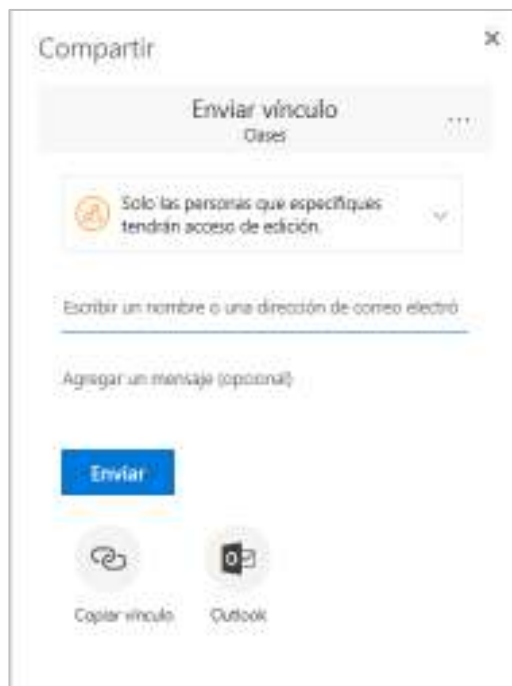 Compartir
Enviar vínculo
Clases
Solo las personas que especifiques
tendrán acceso de edición.
Escribir un nombre o una dirección de correo electró
Agregar un mensaje (opcional)
Enviar
Copiar vínculo
Outlook